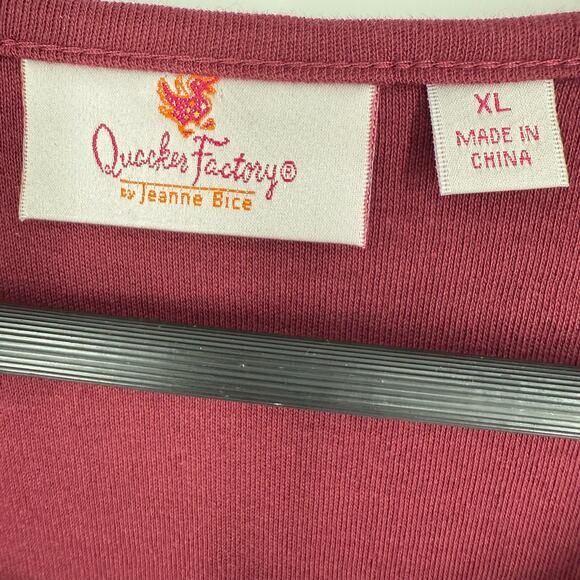 Quacker Factory®
by Jeanne Bice
XL
MADE IN
CHINA